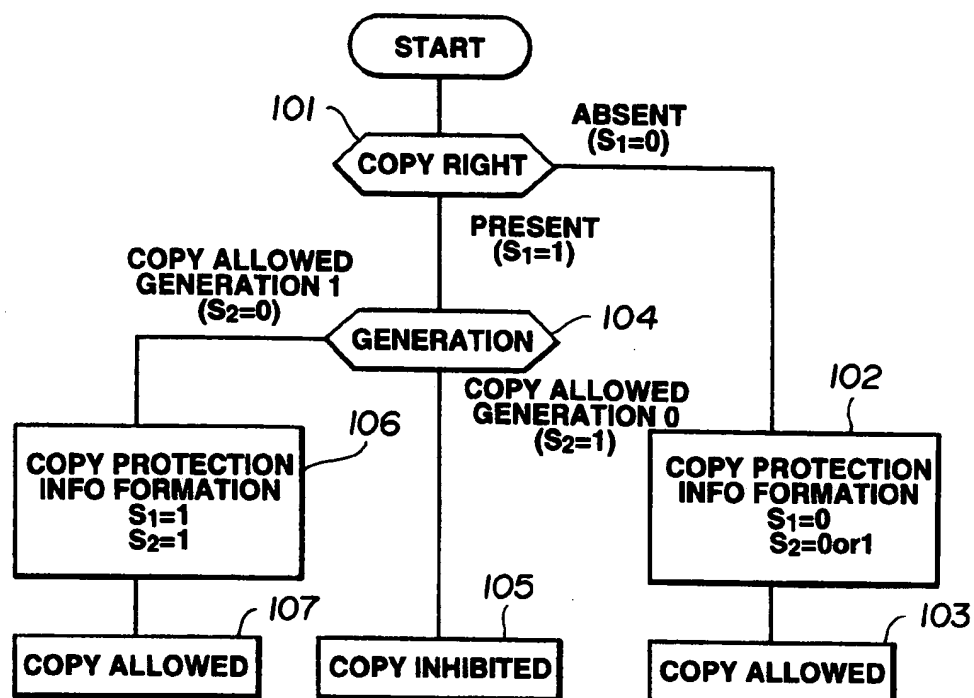 START
101
COPY RIGHT
ABSENT
(S1=0)
PRESENT
(S1=1)
COPY ALLOWED
GENERATION 1
(S2=0)
GENERATION
104
COPY ALLOWED
GENERATION 0
(S2=1)
102
106
COPY PROTECTION
INFO FORMATION
S1=1
S2=1
COPY PROTECTION
INFO FORMATION
S1=0
S2=0or1
107
COPY ALLOWED
105
COPY INHIBITED
103
COPY ALLOWED